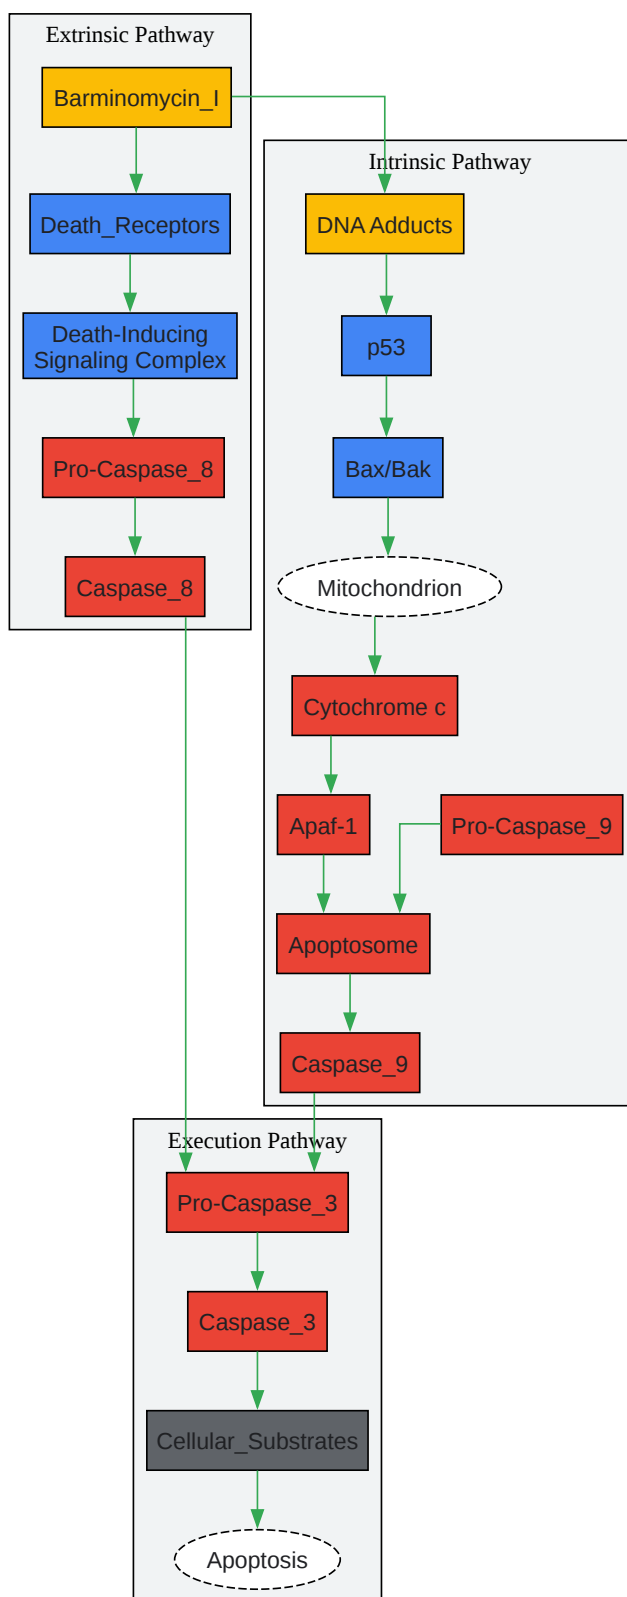 Extrinsic Pathway
Barminomycin_I
Death_Receptors
Death-Inducing
Signaling Complex
Pro-Caspase_8
Caspase_8
Intrinsic Pathway
DNA Adducts
p53
Bax/Bak
Mitochondrion
Cytochrome c
Apaf-1
Pro-Caspase_9
Apoptosome
Caspase_9
Execution Pathway
Pro-Caspase_3
Caspase_3
Cellular_Substrates
Apoptosis